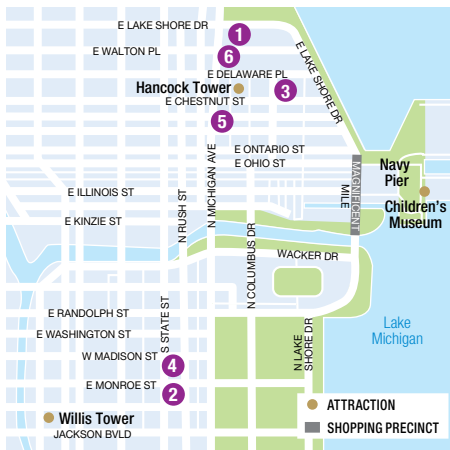 E LAKE SHORE DR
1
E WALTON PL
6
E LAKE SHORE DR
E DELAWARE PL
Hancock Tower
3
E CHESTNUT ST
5
N MICHIGAN AVE
E ONTARIO ST
E OHIO ST
MAGNIFICENT
MILE
Navy
Pier
Children's
Museum
E ILLINOIS ST
N RUSH ST
E KINZIE ST
N COLUMBUS DR
WACKER DR
E RANDOLPH ST
S STATE ST
E WASHINGTON ST
N LAKE
SHORE DR
Lake
Michigan
W MADISON ST
4
E MONROE ST
2
Willis Tower
JACKSON BVLD
ATTRACTION
SHOPPING PRECINCT